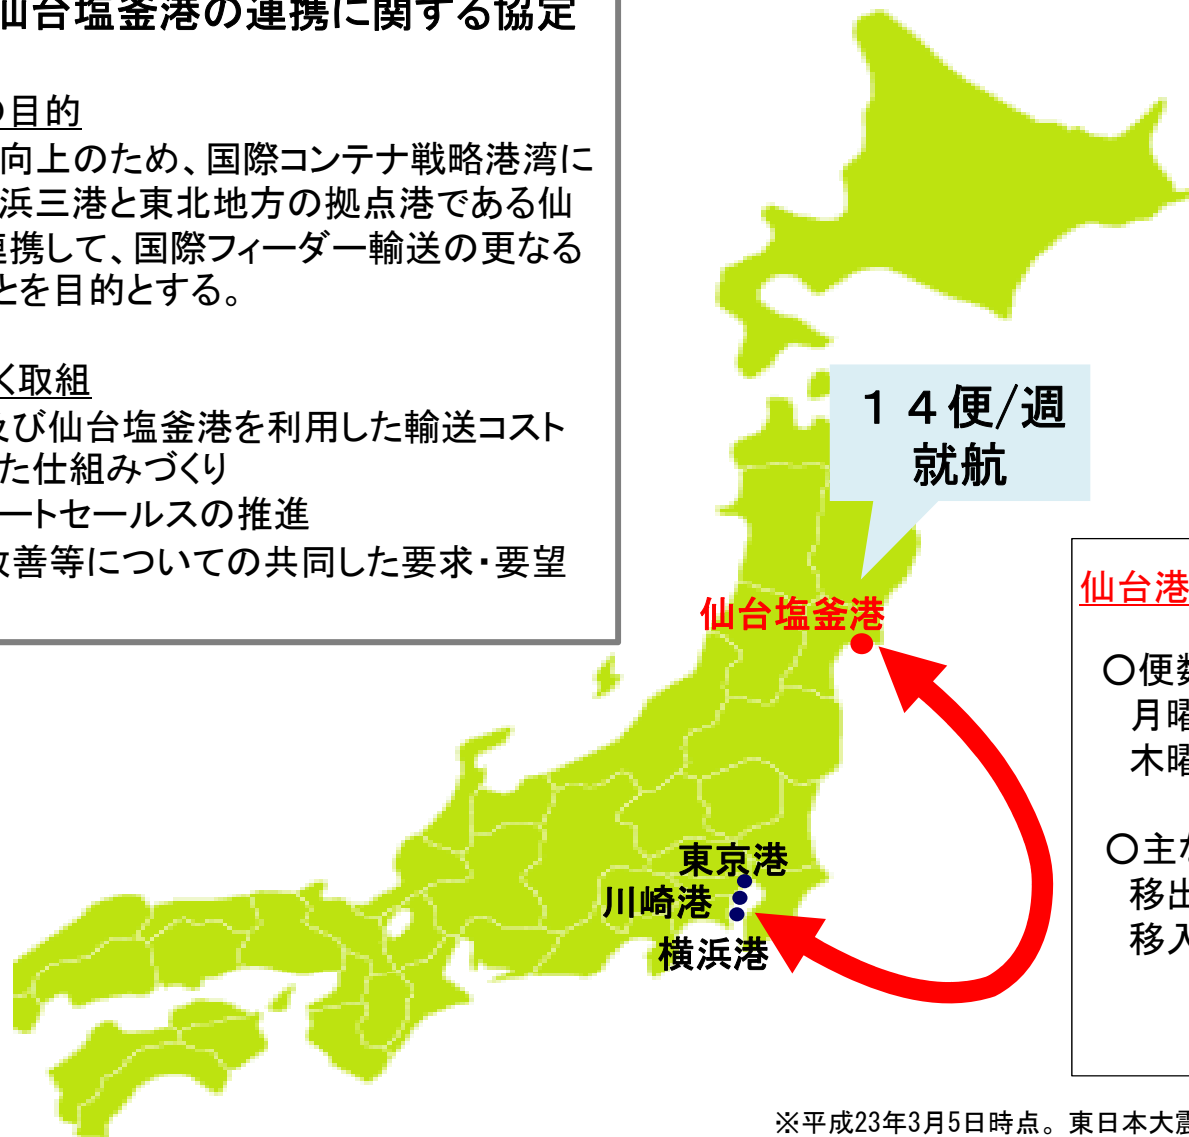 仙台塩釜港の連携に関する協定
の目的
向上のため、国際コンテナ戦略港湾に
浜三港と東北地方の拠点港である仙
連携して、国際フィーダー輸送の更なる
とを目的とする。
く取組
及び仙台塩釜港を利用した輸送コスト
た仕組みづくり
ートセールスの推進
改善等についての共同した要求・要望
１４便/週
就航
仙台塩釜港
仙台港
○便数
月曜
木曜
○主な
移出
移入
東京港
川崎港
横浜港
※平成23年3月5日時点。東日本大震